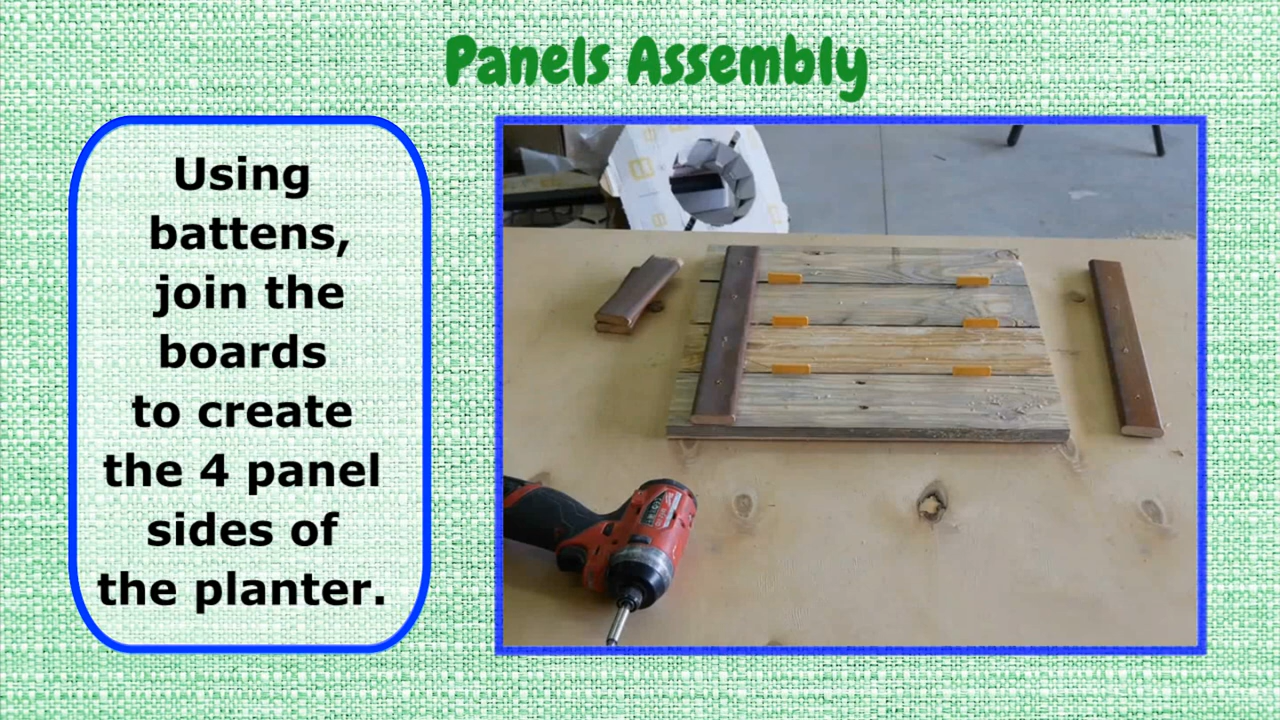 Panels Assembly
Using
battens,
join the
boards
to create
the 4 panel
sides of
the planter.